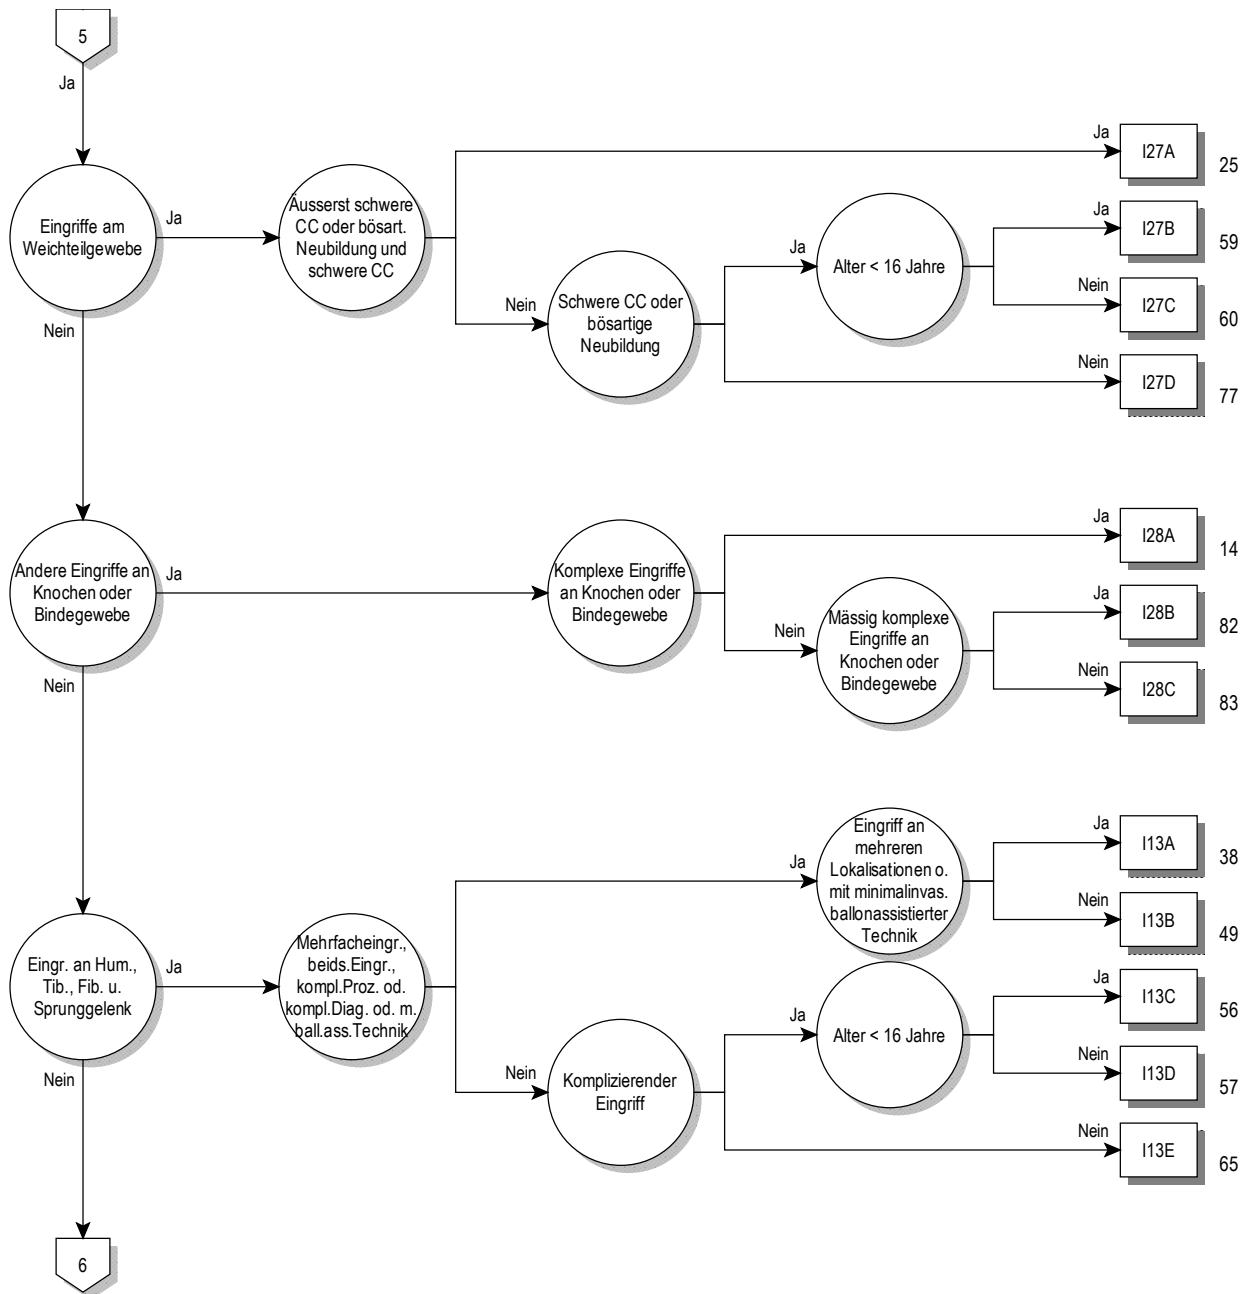 5
Ja
Eingriffe am
Weichteilgewebe
Ja
Äusserst schwere
CC oder bösart.
Neubildung und
schwere CC
Ja
I27A
25
Nein
Schwere CC oder
bösartige
Neubildung
Ja
Alter < 16 Jahre
Ja
I27B
59
Nein
I27C
60
Nein
I27D
77
Nein
Andere Eingriffe an
Knochen oder
Bindegewebe
Ja
Komplexe Eingriffe
an Knochen oder
Bindegewebe
Ja
I28A
14
Nein
Mässig komplexe
Eingriffe an
Knochen oder
Bindegewebe
Ja
I28B
82
Nein
I28C
83
Nein
Eingr. an Hum.,
Tib., Fib. u.
Sprunggelenk
Ja
Mehrfacheingr.,
beids.Eingr.,
kompl.Proz. od.
kompl.Diag. od. m.
ball.ass.Technik
Ja
Eingriff an
mehreren
Lokalisationen o.
mit minimalinvas.
ballonassistierter
Technik
Ja
I13A
38
Nein
I13B
49
Nein
Komplizierender
Eingriff
Ja
Alter < 16 Jahre
Ja
I13C
56
Nein
I13D
57
Nein
I13E
65
Nein
6